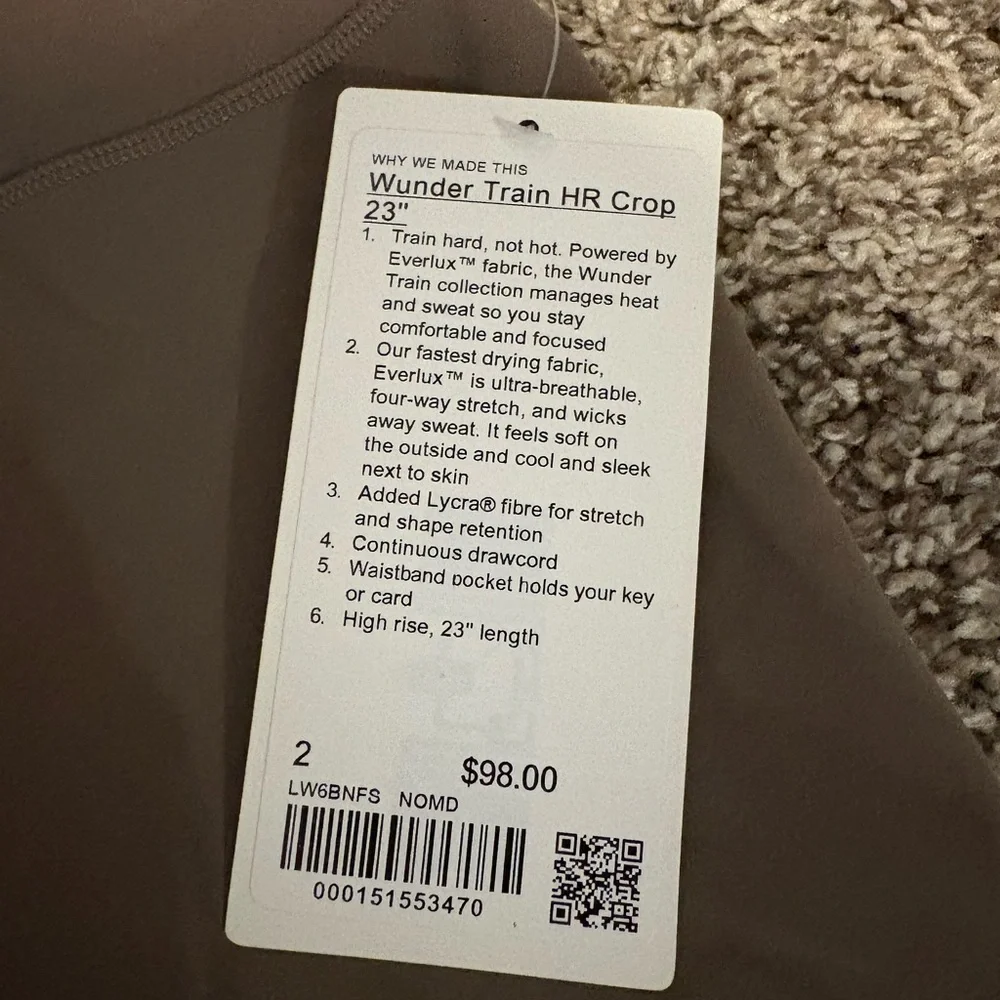 WHY WE MADE THIS
Wunder Train HR Crop
23"
1. Train hard, not hot. Powered by
Everlux™ fabric, the Wunder
Train collection manages heat
and sweat so you stay
comfortable and focused
2. Our fastest drying fabric,
Everlux™ is ultra-breathable,
four-way stretch, and wicks
away sweat. It feels soft on
the outside and cool and sleek
next to skin
3. Added Lycra® fibre for stretch
and shape retention
4. Continuous drawcord
5. Waistband pocket holds your key
or card
6. High rise, 23" length
2 $98.00
LW6BNFS NOMD
000151553470